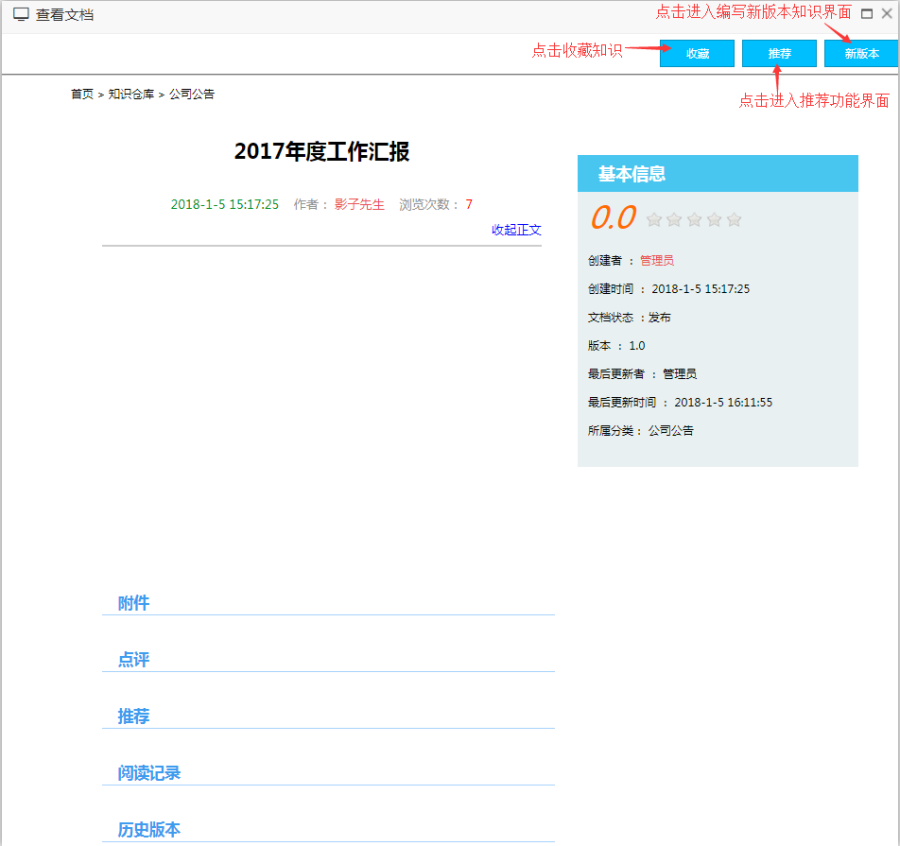 查看文档
点击进入编写新版本知识界面
点击收藏知识
收藏
推荐
新版本
点击进入推荐功能界面
首页 > 知识仓库 > 公司公告
2017年度工作汇报
2018-1-5 15:17:25 作者： 影子先生 浏览次数： 7
收起正文
基本信息
0.0
创建者 ： 管理员
创建时间 ： 2018-1-5 15:17:25
文档状态 ：发布
版本 ： 1.0
最后更新者 ： 管理员
最后更新时间 ： 2018-1-5 16:11:55
所属分类： 公司公告
附件
点评
推荐
阅读记录
历史版本